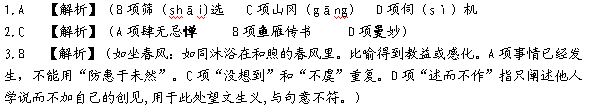 1.A 【解析】(B项筛(shāi)选 C项山冈(gāng) D项伺(sì)机
2.C 【解析】(A项肆无忌惮 B项鱼雁传书 D项曼妙)
3.B 【解析】(如坐春风：如同沐浴在和煦的春风里。比喻得到教益或感化。A项事情已经发
生，不能用“防患于未然”。C项“没想到”和“不虞”重复。D项“述而不作”指只阐述他人
学说而不加自己的创见,用于此处望文生义,与句意不符。)